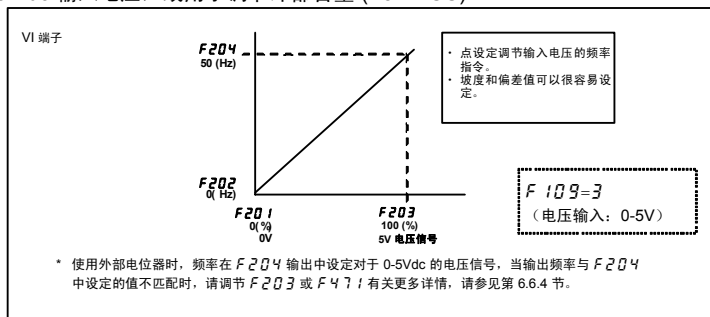 VI 端子
F204
50 (Hz)
・ 点设定调节输入电压的频率
指令。
・ 坡度和偏差值可以很容易设
定。
F202
0( Hz)
F201
0(%)
0V
F203
100 (%)
5V 电压信号
F109=3
（电压输入：0-5V）
* 使用外部电位器时，频率在 F204 输出中设定对于 0-5Vdc 的电压信号，当输出频率与 F204
中设定的值不匹配时，请调节 F203 或 F471 有关更多详情，请参见第 6.6.4 节。